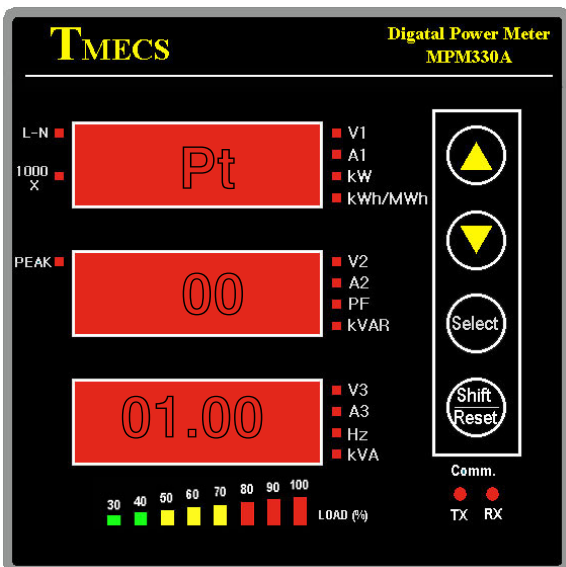 TMECS
Digatal Power Meter
MPM330A
L-N
1000
X
Pt
V1
A1
kW
kWh/MWh
PEAK
00
V2
A2
PF
kVAR
01.00
V3
A3
Hz
kVA
Select
Shift
Reset
30 40 50 60 70 80 90 100
LOAD (%)
Comm.
TX RX